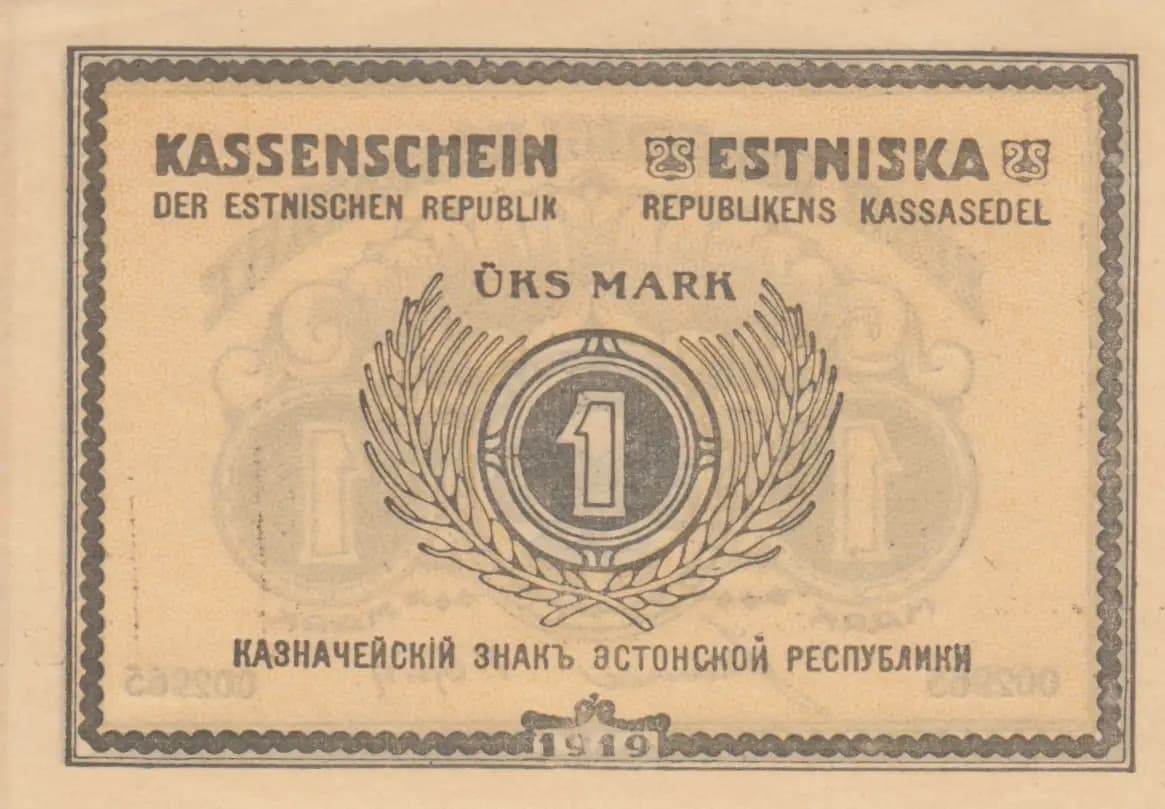 KASSENSCHEIN
DER ESTNISCHEN REPUBLIK
ESTNISKA
REPUBLIKENS KASSASEDEL
ÜKS MARK
1
КАЗНАЧЕЙСКІЙ ЗНАКЪ ЭСТОНСКОЙ РЕСПУБЛИКИ
1919